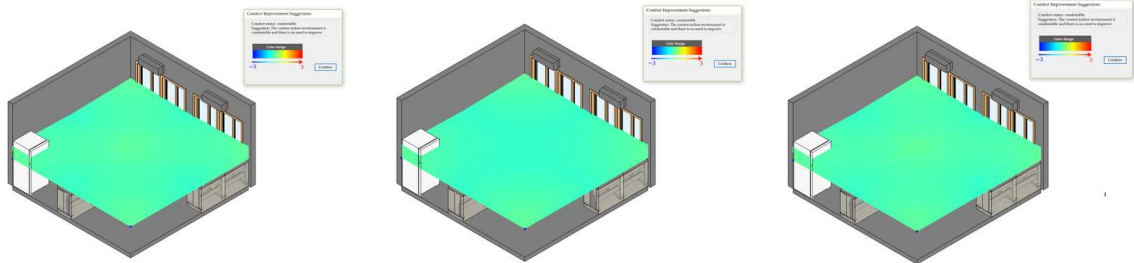 Comfort Improvement Suggestions
Comfort status: comfortable
Suggestion: The current indoor environment is
comfortable and there is no need to improve
Color Range
−3
3
Confirm
Comfort Improvement Suggestions
Comfort status: comfortable
Suggestion: The current indoor environment is
comfortable and there is no need to improve
Color Range
−3
3
Confirm
Comfort Improvement Suggestions
Comfort status: comfortable
Suggestion: The current indoor environment is
comfortable and there is no need to improve
Color Range
−3
3
Confirm